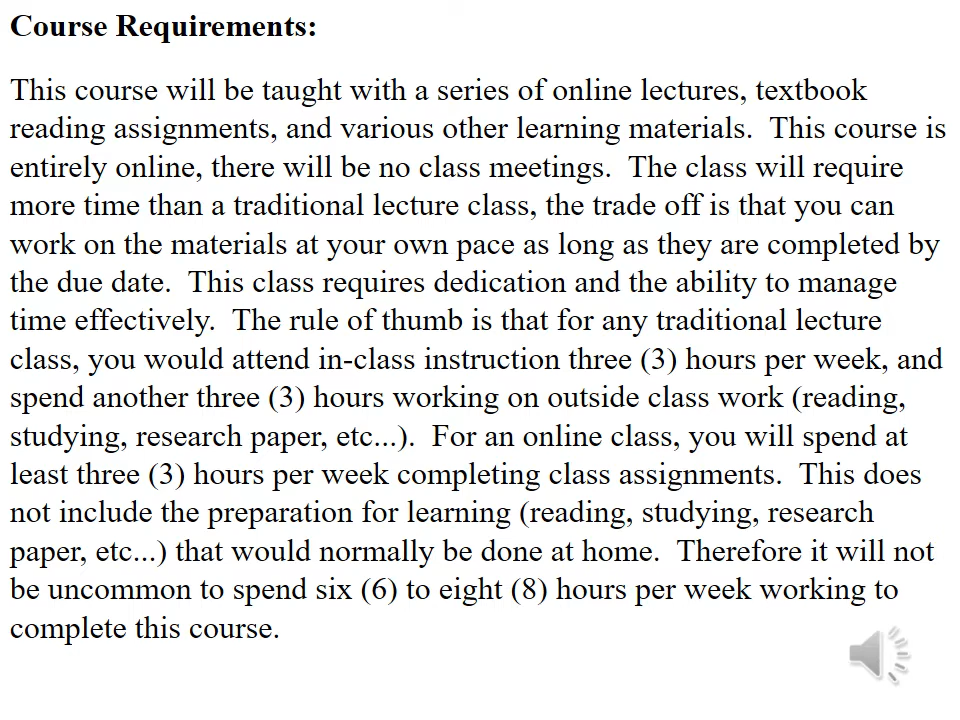 Course Requirements:
This course will be taught with a series of online lectures, textbook
reading assignments, and various other learning materials.  This course is
entirely online, there will be no class meetings.  The class will require
more time than a traditional lecture class, the trade off is that you can
work on the materials at your own pace as long as they are completed by
the due date.  This class requires dedication and the ability to manage
time effectively.  The rule of thumb is that for any traditional lecture
class, you would attend in-class instruction three (3) hours per week, and
spend another three (3) hours working on outside class work (reading,
studying, research paper, etc...).  For an online class, you will spend at
least three (3) hours per week completing class assignments.  This does
not include the preparation for learning (reading, studying, research
paper, etc...) that would normally be done at home.  Therefore it will not
be uncommon to spend six (6) to eight (8) hours per week working to
complete this course.